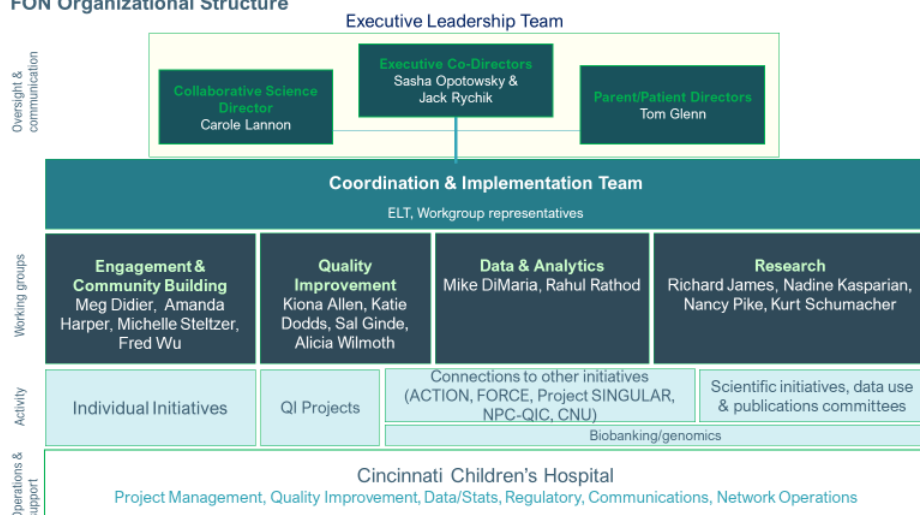 FON Organizational Structure
Executive Leadership Team
Oversight &
communication
Collaborative Science
Director
Carole Lannon
Executive Co-Directors
Sasha Opotowsky &
Jack Rychik
Parent/Patient Directors
Tom Glenn
Coordination & Implementation Team
ELT, Workgroup representatives
Working groups
Engagement &
Community Building
Meg Didier, Amanda
Harper, Michelle Steltzer,
Fred Wu
Quality
Improvement
Kiona Allen, Katie
Dodds, Sal Ginde,
Alicia Wilmoth
Data & Analytics
Mike DiMaria, Rahul Rathod
Research
Richard James, Nadine Kasparian,
Nancy Pike, Kurt Schumacher
Activity
Individual Initiatives
QI Projects
Connections to other initiatives
(ACTION, FORCE, Project SINGULAR,
NPC-QIC, CNU)
Scientific initiatives, data use
& publications committees
Biobanking/genomics
Operations &
support
Cincinnati Children's Hospital
Project Management, Quality Improvement, Data/Stats, Regulatory, Communications, Network Operations